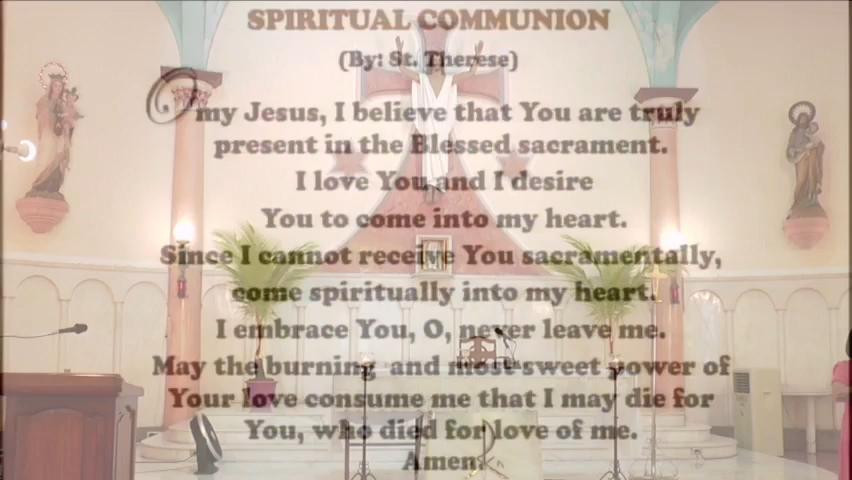 SPIRITUAL COMMUNION
(By: St. Therese)
O my Jesus, I believe that You are truly
present in the Blessed sacrament.
I love You and I desire
You to come into my heart.
Since I cannot receive You sacramentally,
come spiritually into my heart.
I embrace You, O, never leave me.
May the burning and most sweet power of
Your love consume me that I may die for
You, who died for love of me.
Amen.